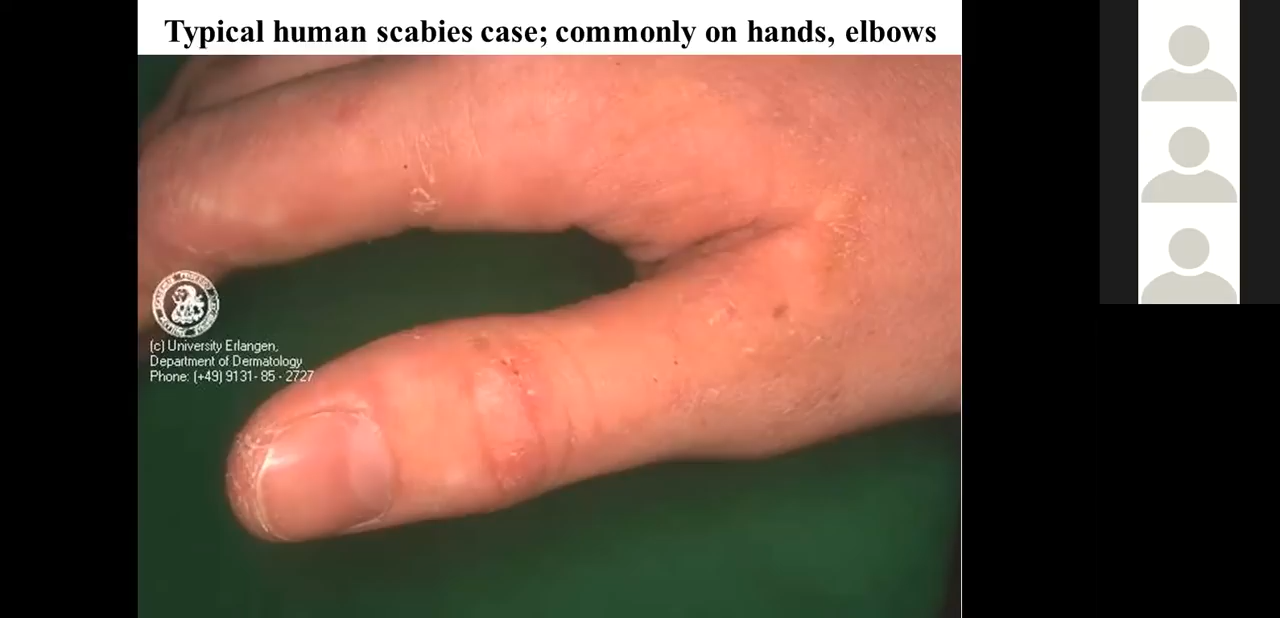 Typical human scabies case; commonly on hands, elbows
(c) University Erlangen,
Department of Dermatology
Phone: (+49) 9131- 85 - 2727